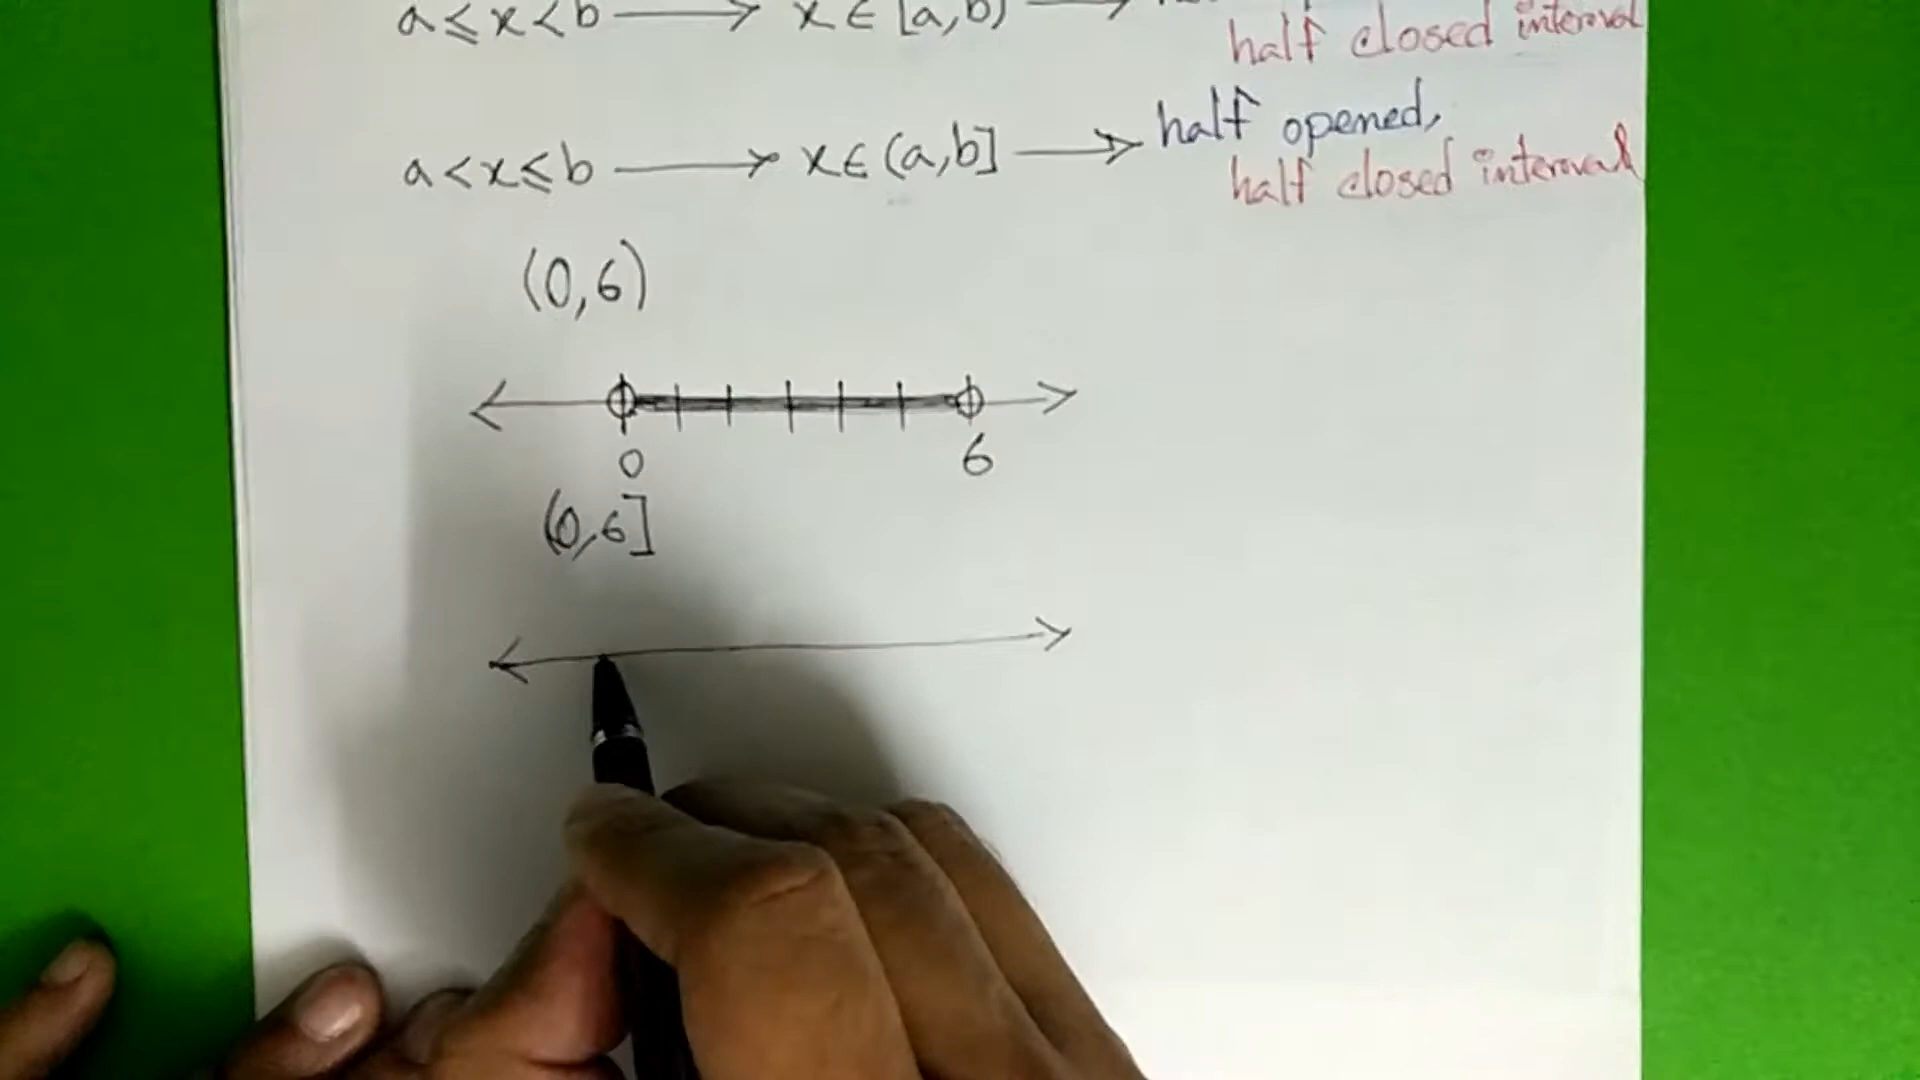 a ⩽ x < b ⟶ x ∈ [a,b) ⟶
half closed interval
a < x ⩽ b ⟶ x ∈ (a,b] ⟶ half opened,
half closed interval
(0,6)
0 6
(0,6]